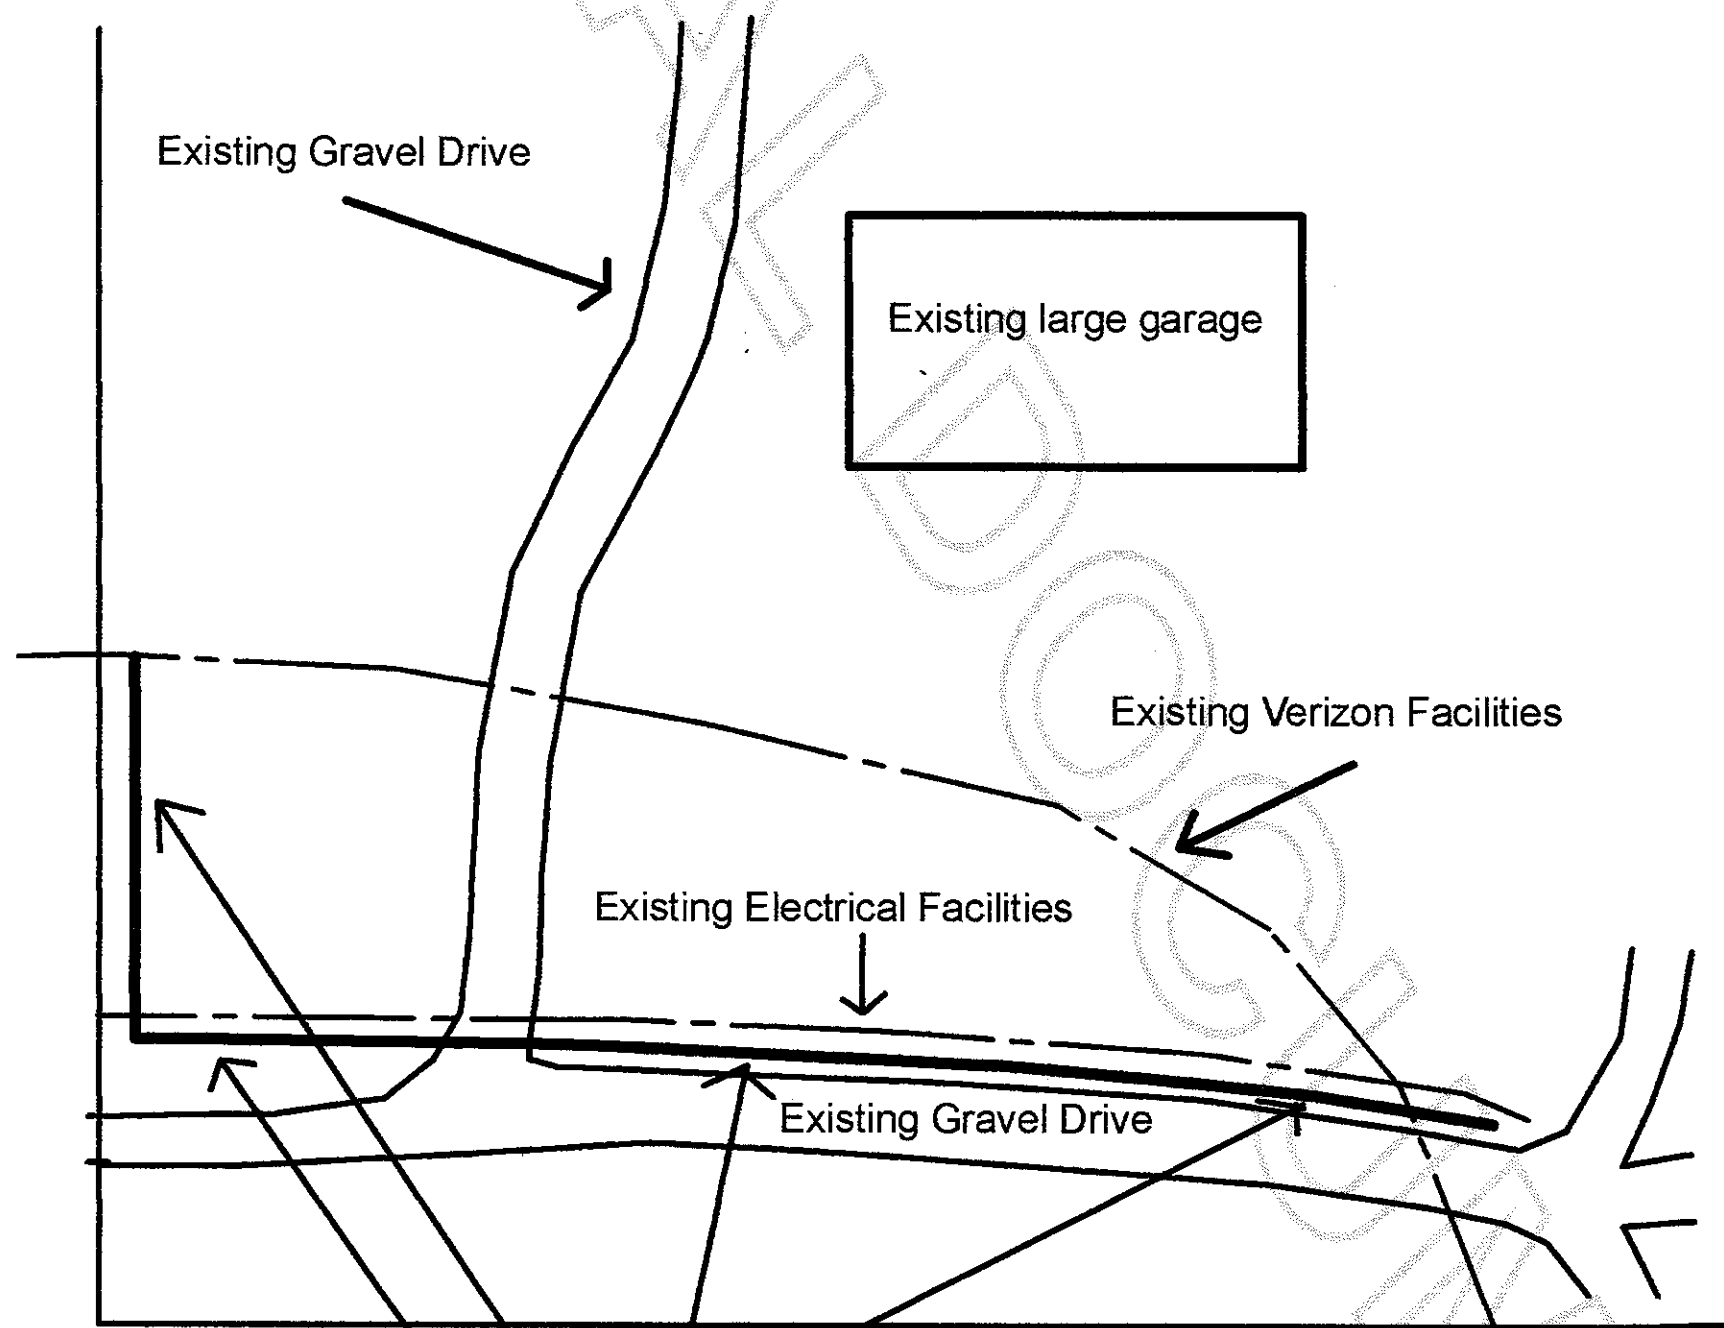 Existing Gravel Drive
Existing large garage
Existing Verizon Facilities
Existing Electrical Facilities
Existing Gravel Drive